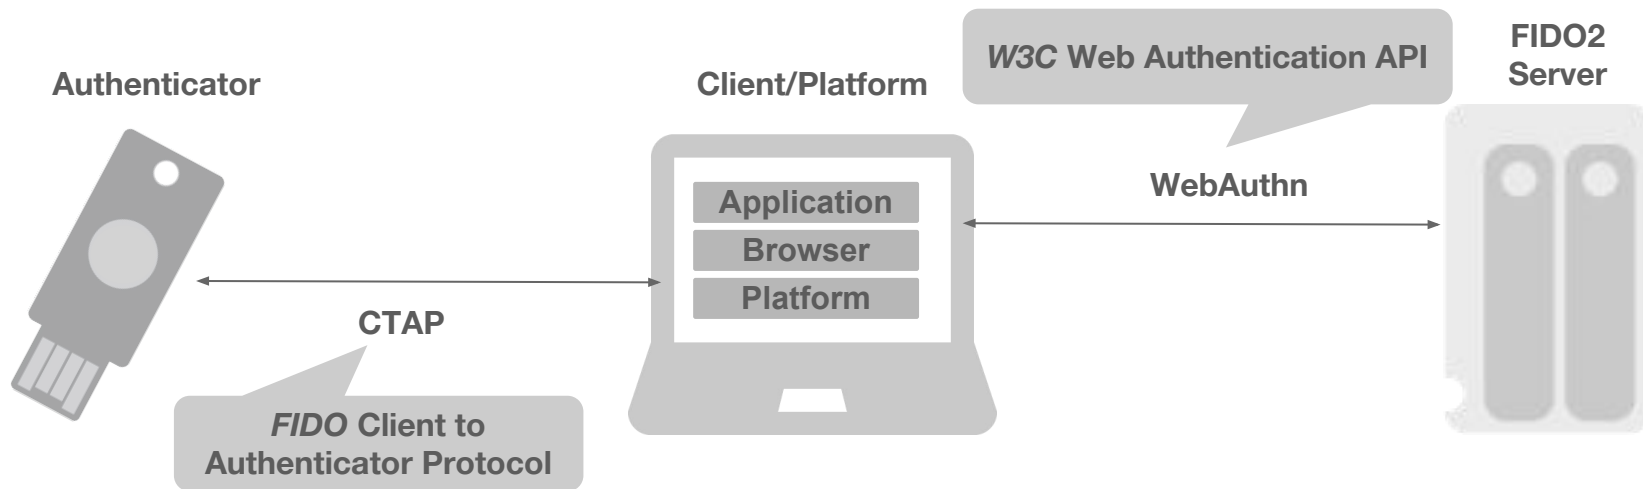 Authenticator
Client/Platform
W3C Web Authentication API
FIDO2
Server
WebAuthn
Application
Browser
Platform
CTAP
FIDO Client to
Authenticator Protocol